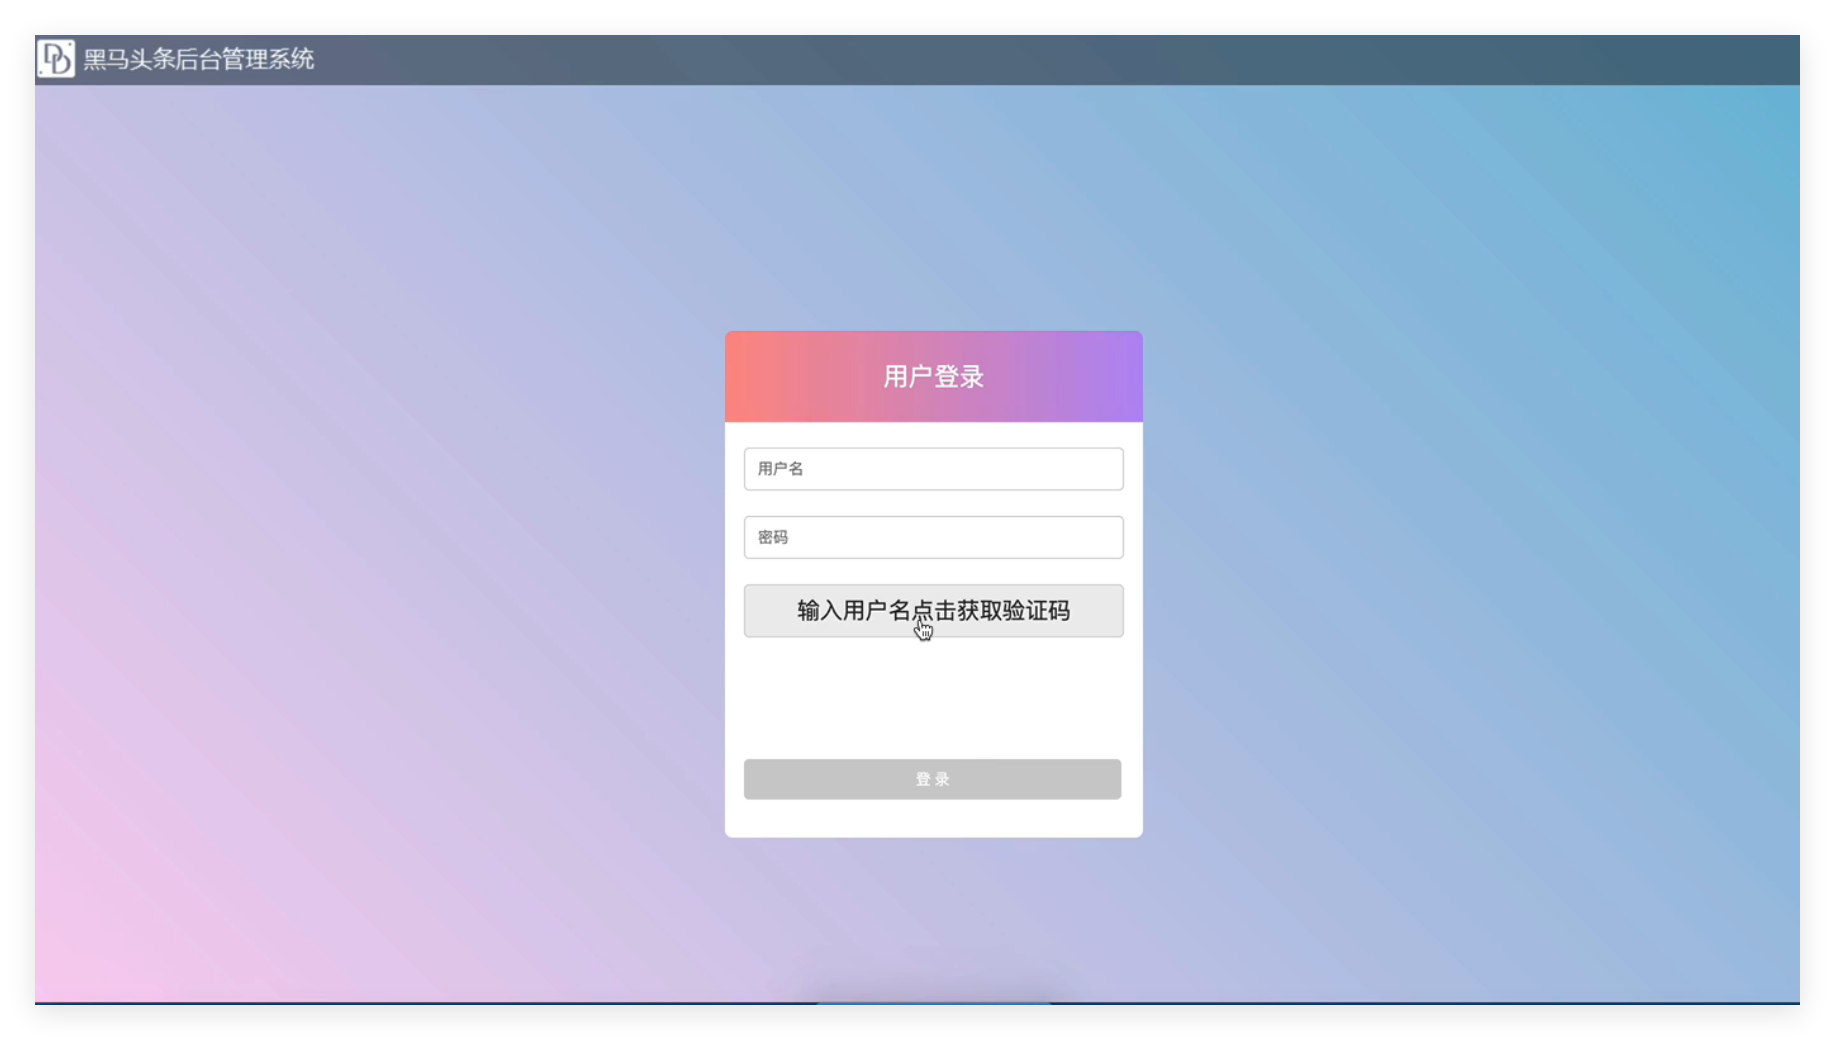 黑马头条后台管理系统
用户登录
用户名
密码
输入用户名点击获取验证码
登 录